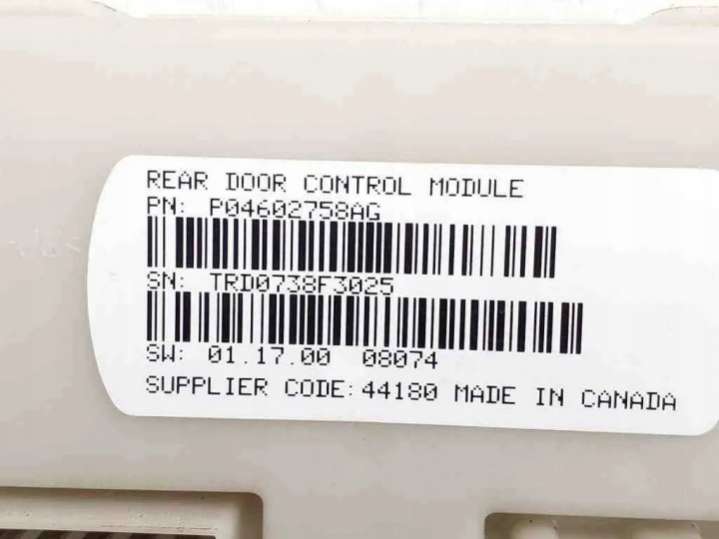 REAR DOOR CONTROL MODULE
PN: P04602758AG
SN: TRD0738F3025
SW: 01.17.00 08074
SUPPLIER CODE: 44180 MADE IN CANADA